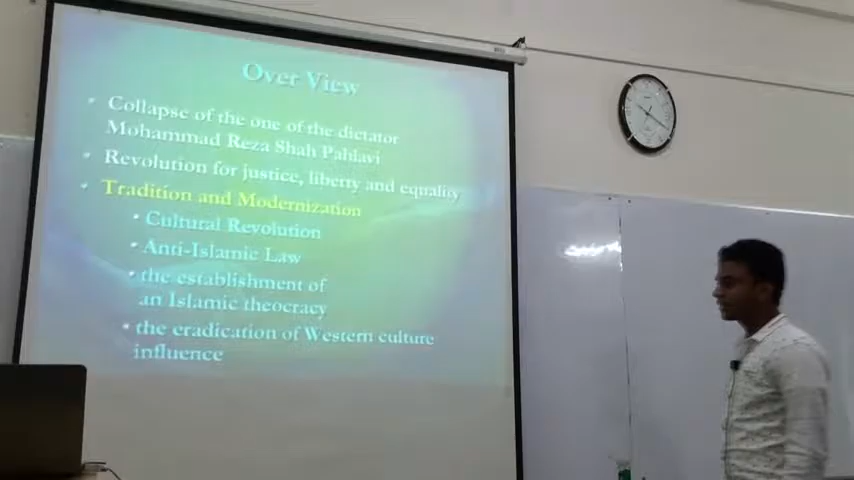 Over View
• Collapse of the one of the dictator
Mohammad Reza Shah Pahlavi
• Revolution for justice, liberty and equality
• Tradition and Modernization
• Cultural Revolution
• Anti-Islamic Law
• the establishment of
an Islamic theocracy
• the eradication of Western culture
influence